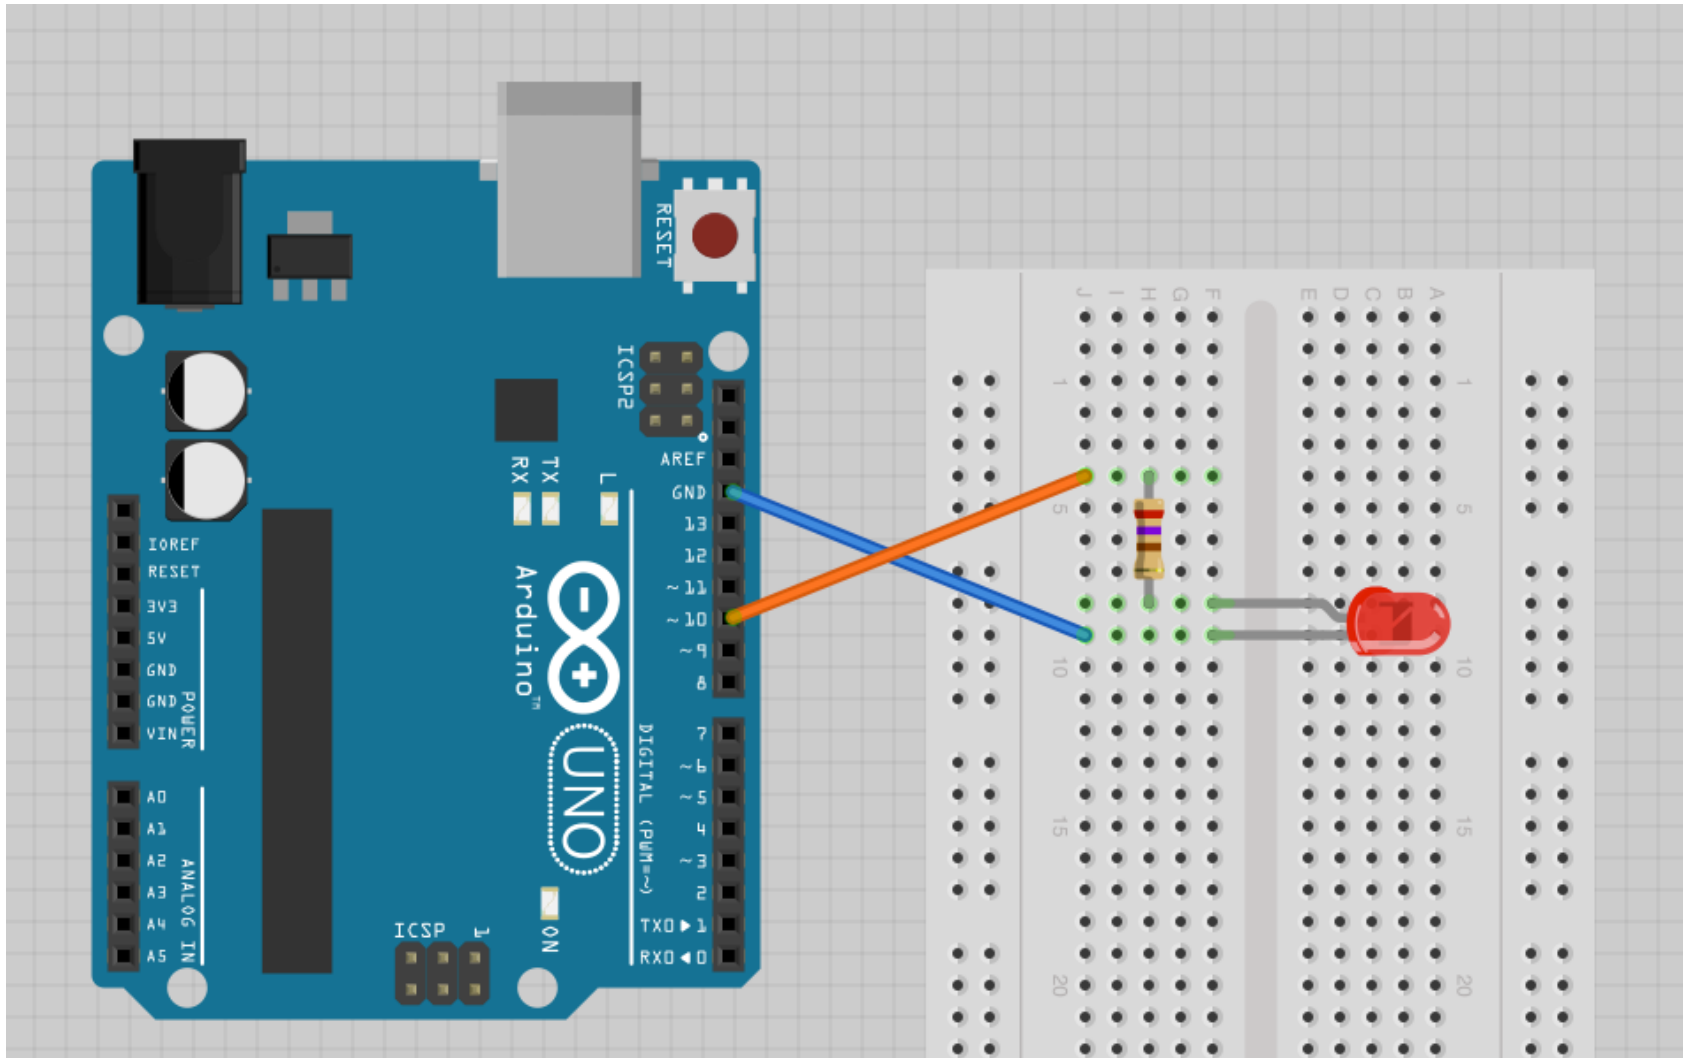 RESET
ICSP2
AREF
GND
13
12
~11
~10
~9
8
RX
TX
L
IOREF
RESET
3V3
5V
GND
GND
VIN
POWER
Arduino™
UNO
DIGITAL (PWM=~)
7
~6
~5
4
~3
2
TX0▶1
RX0◀0
A0
A1
A2
A3
A4
A5
ANALOG IN
ICSP
1
ON
J I H G F E D C B A
1 1
5 5
10 10
15 15
20 20